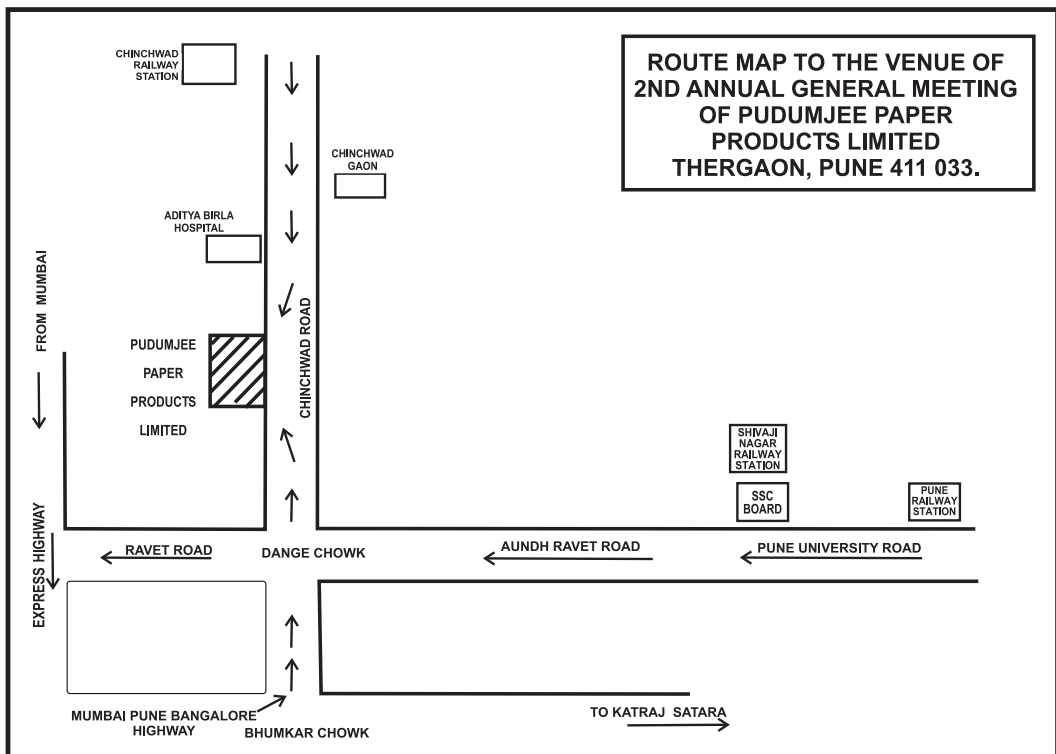 CHINCHWAD
RAILWAY
STATION
ROUTE MAP TO THE VENUE OF
2ND ANNUAL GENERAL MEETING
OF PUDUMJEE PAPER
PRODUCTS LIMITED
THERGAON, PUNE 411 033.
CHINCHWAD
GAON
ADITYA BIRLA
HOSPITAL
FROM MUMBAI
CHINCHWAD ROAD
PUDUMJEE
PAPER
PRODUCTS
LIMITED
SHIVAJI
NAGAR
RAILWAY
STATION
SSC
BOARD
PUNE
RAILWAY
STATION
EXPRESS HIGHWAY
RAVET ROAD
DANGE CHOWK
AUNDH RAVET ROAD
PUNE UNIVERSITY ROAD
MUMBAI PUNE BANGALORE
HIGHWAY
BHUMKAR CHOWK
TO KATRAJ SATARA